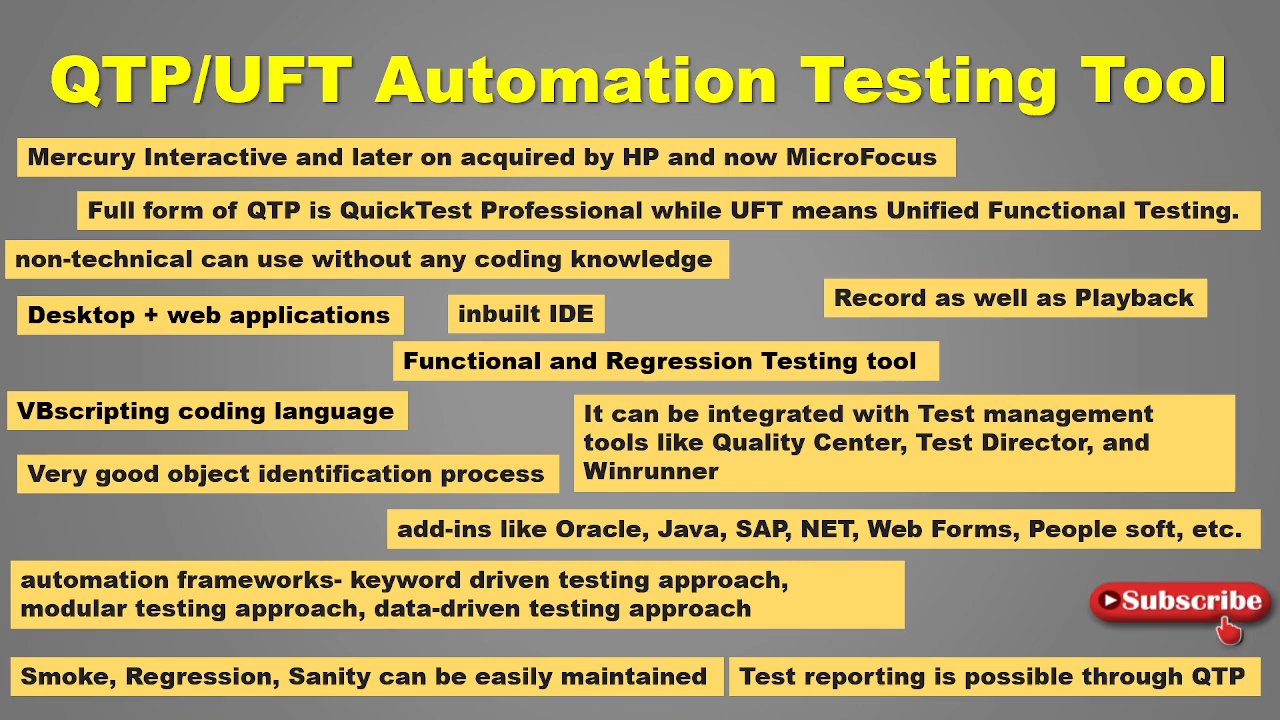 QTP/UFT Automation Testing Tool
Mercury Interactive and later on acquired by HP and now MicroFocus
Full form of QTP is QuickTest Professional while UFT means Unified Functional Testing.
non-technical can use without any coding knowledge
Record as well as Playback
Desktop + web applications
inbuilt IDE
Functional and Regression Testing tool
VBscripting coding language
It can be integrated with Test management
tools like Quality Center, Test Director, and
Winrunner
Very good object identification process
add-ins like Oracle, Java, SAP, NET, Web Forms, People soft, etc.
automation frameworks- keyword driven testing approach,
modular testing approach, data-driven testing approach
Subscribe
Smoke, Regression, Sanity can be easily maintained
Test reporting is possible through QTP